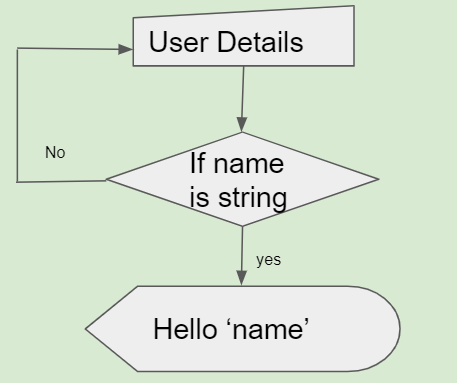 User Details
No
If name
is string
yes
Hello ‘name’